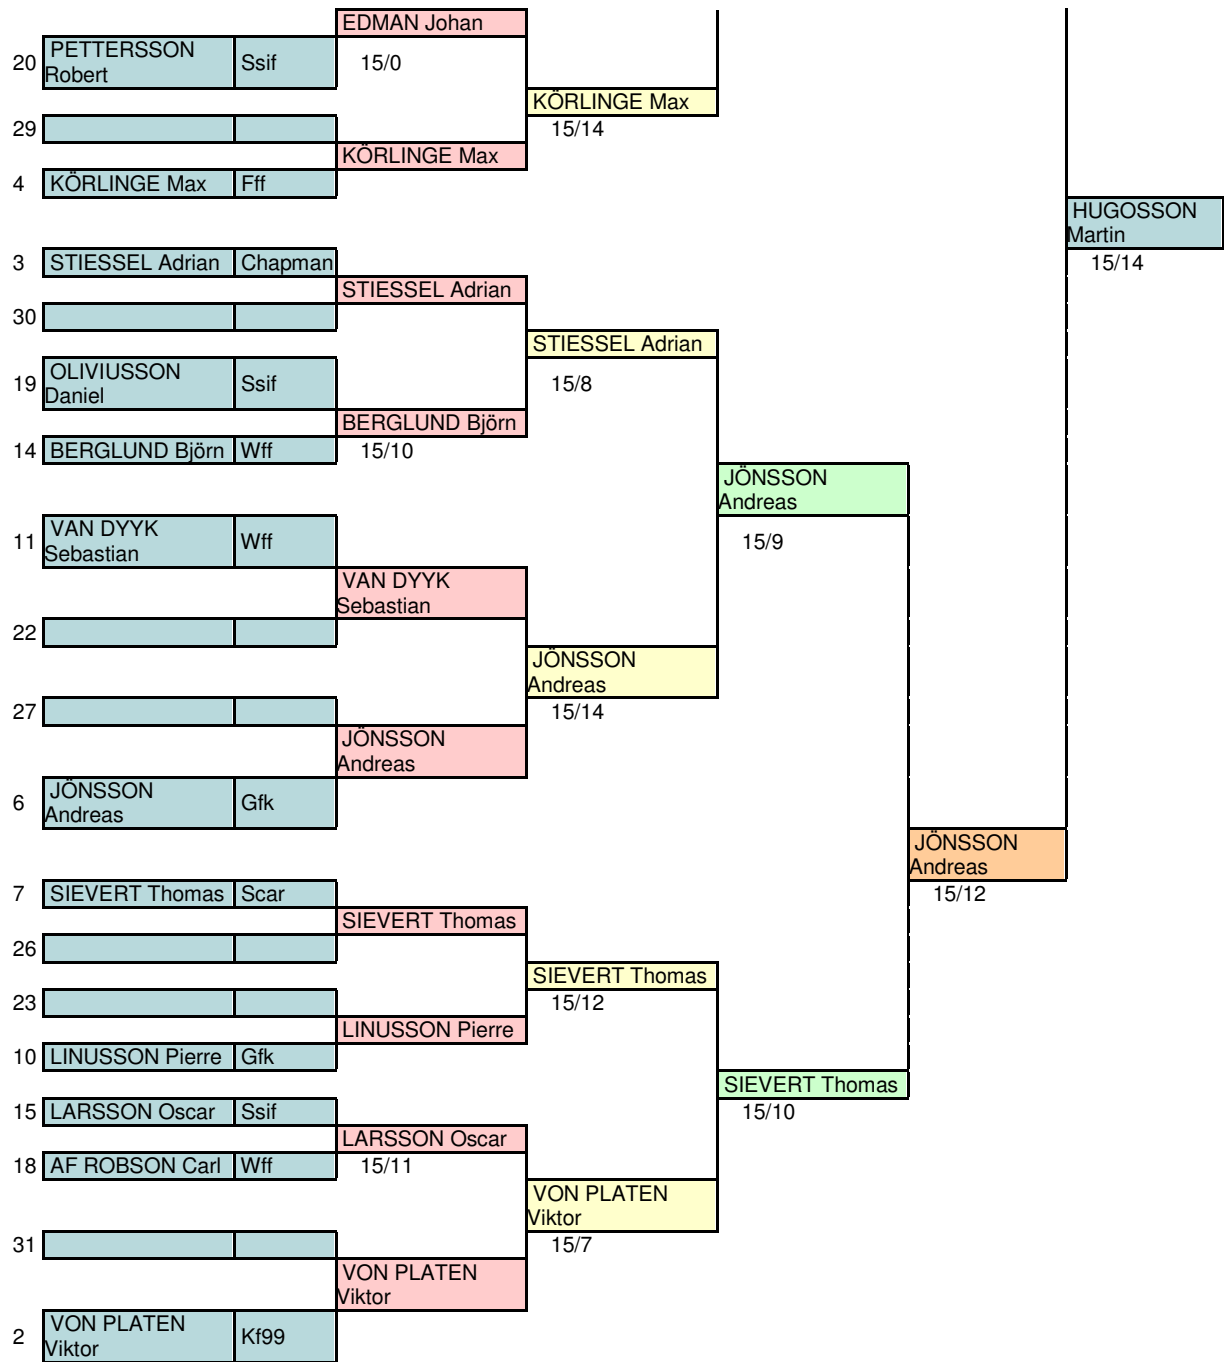 EDMAN Johan
20 PETTERSSON Robert Ssif 15/0
KÖRLINGE Max
29 15/14
KÖRLINGE Max
4 KÖRLINGE Max Fff
HUGOSSON
Martin
3 STIESSEL Adrian Chapman 15/14
STIESSEL Adrian
30
STIESSEL Adrian
19 OLIVIUSSON Daniel Ssif 15/8
BERGLUND Björn
14 BERGLUND Björn Wff 15/10
JÖNSSON
Andreas
11 VAN DYYK Sebastian Wff 15/9
VAN DYYK
Sebastian
22
JÖNSSON
Andreas
27 15/14
JÖNSSON
Andreas
6 JÖNSSON Andreas Gfk
JÖNSSON
Andreas
7 SIEVERT Thomas Scar 15/12
SIEVERT Thomas
26
SIEVERT Thomas
23 15/12
LINUSSON Pierre
10 LINUSSON Pierre Gfk
SIEVERT Thomas
15 LARSSON Oscar Ssif 15/10
LARSSON Oscar
18 AF ROBSON Carl Wff 15/11
VON PLATEN
Viktor
31 15/7
VON PLATEN
Viktor
2 VON PLATEN Viktor Kf99